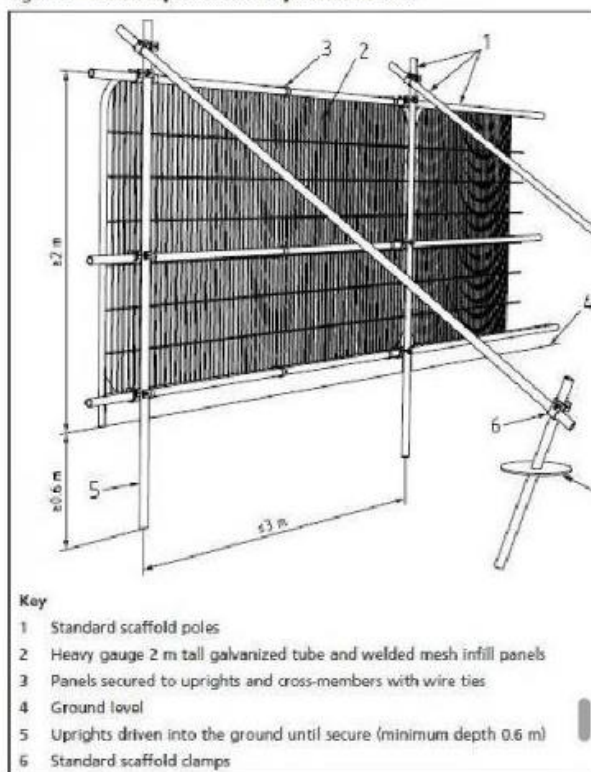 3
2
1
≥2 m
4
6
≥0.6 m
5
≤3 m
Key
1 Standard scaffold poles
2 Heavy gauge 2 m tall galvanized tube and welded mesh infill panels
3 Panels secured to uprights and cross-members with wire ties
4 Ground level
5 Uprights driven into the ground until secure (minimum depth 0.6 m)
6 Standard scaffold clamps